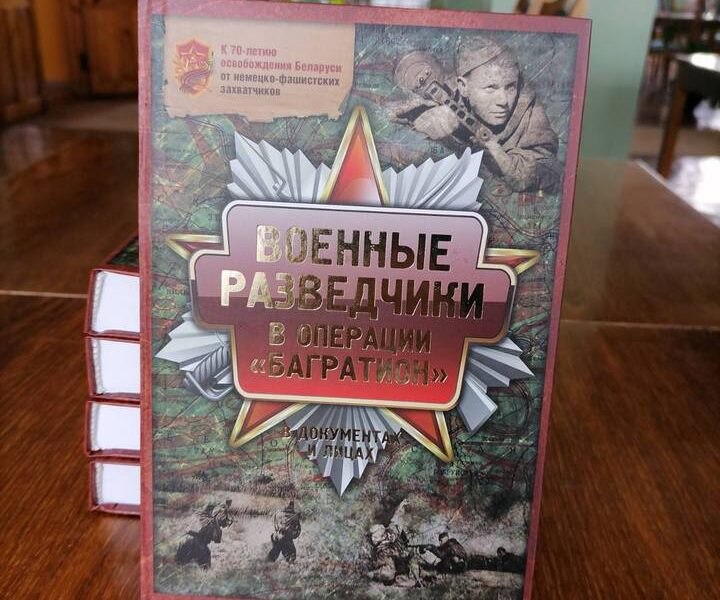 К 70-летию
освобождения Беларуси
от немецко-фашистских
захватчиков
ВОЕННЫЕ
РАЗВЕДЧИКИ
В ОПЕРАЦИИ
«БАГРАТИОН»
В ДОКУМЕНТАХ
И ЛИЦАХ